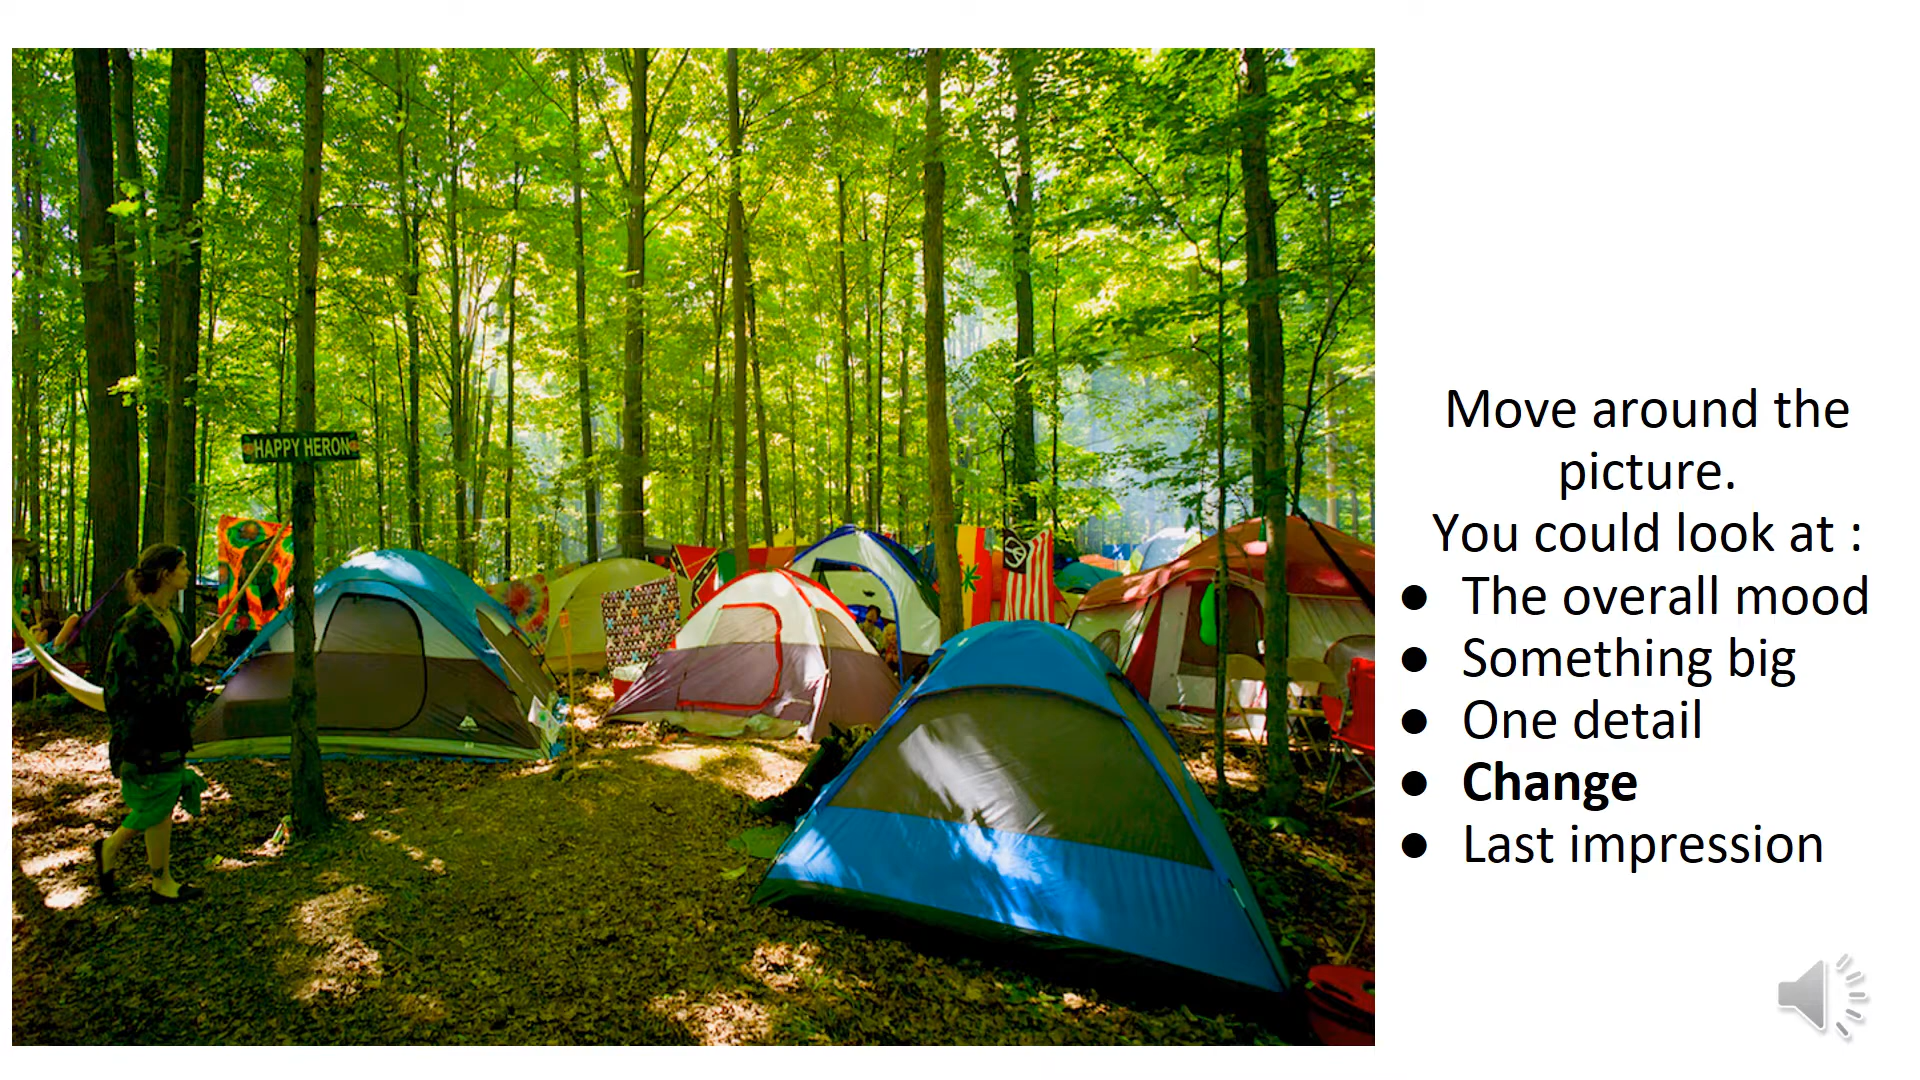 HAPPY HERON
Move around the
picture.
You could look at :
● The overall mood
● Something big
● One detail
● Change
● Last impression